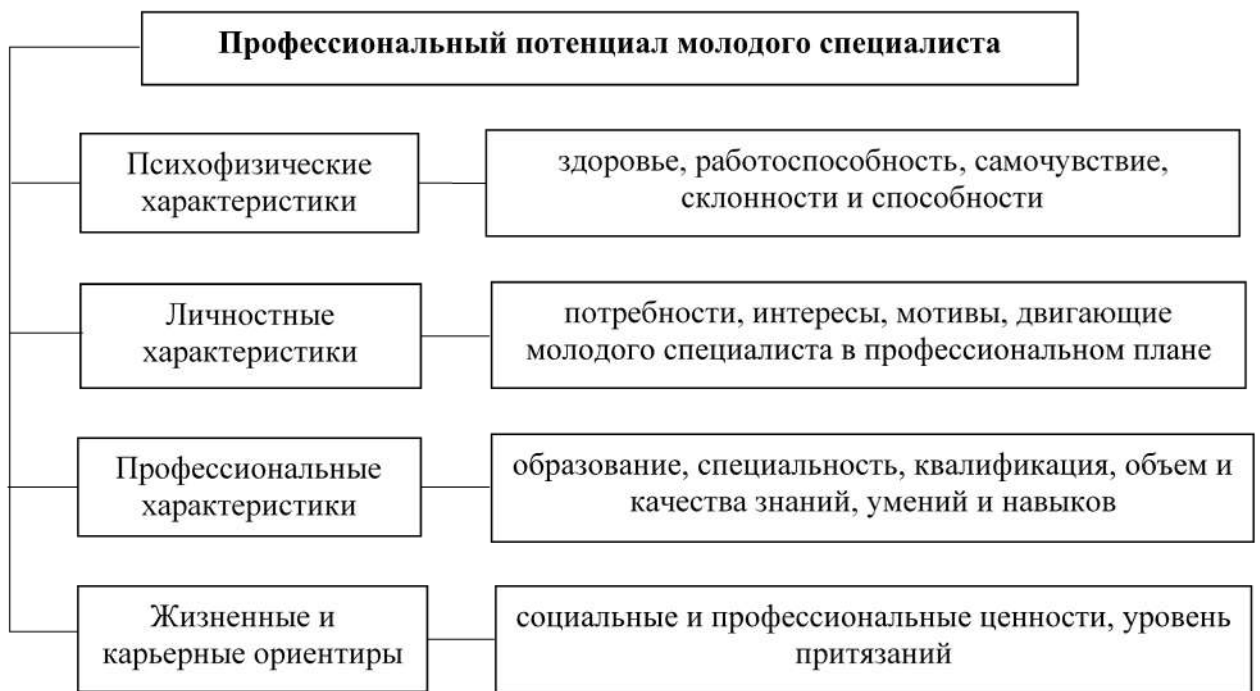 Профессиональный потенциал молодого специалиста
Психофизические
характеристики
здоровье, работоспособность, самочувствие,
склонности и способности
Личностные
характеристики
потребности, интересы, мотивы, двигающие
молодого специалиста в профессиональном плане
Профессиональные
характеристики
образование, специальность, квалификация, объем и
качества знаний, умений и навыков
Жизненные и
карьерные ориентиры
социальные и профессиональные ценности, уровень
притязаний